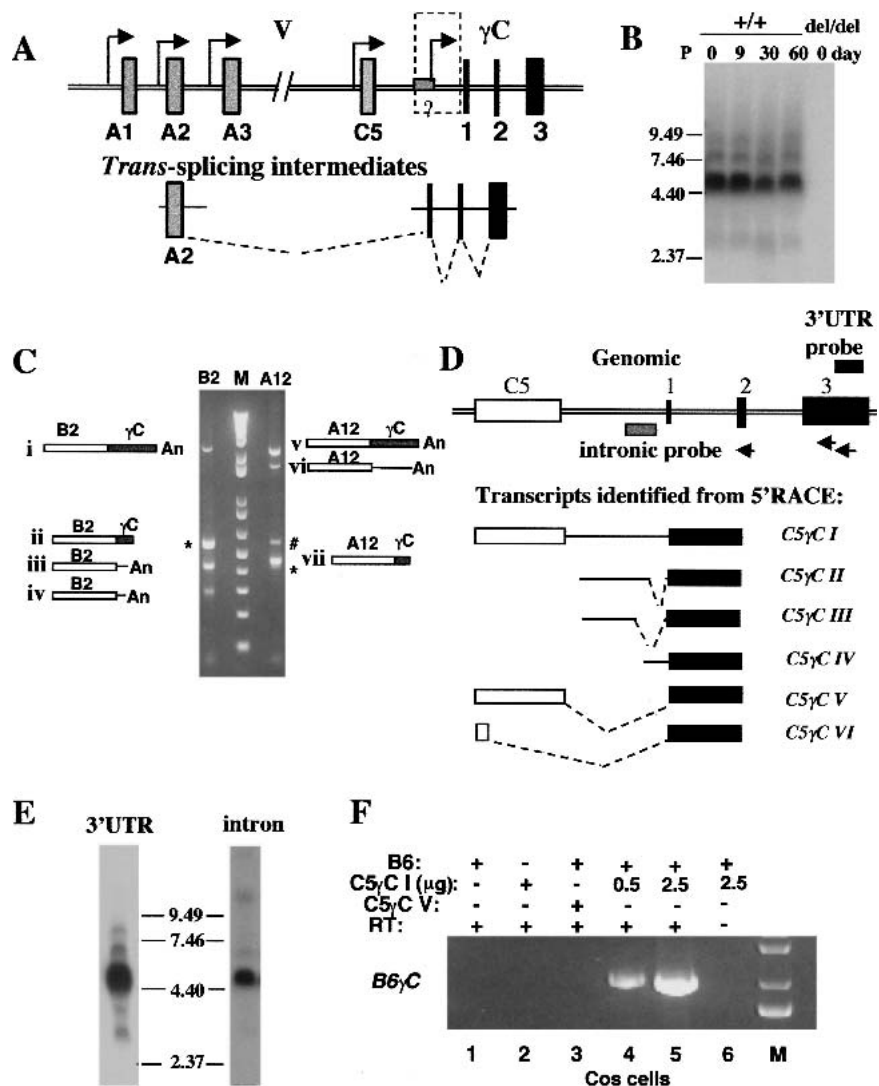 A
V
γC
?
A1 A2 A3 C5 1 2 3
Trans-splicing intermediates
A2
B
+/+ del/del
P 0 9 30 60 0 day
9.49
7.46
4.40
2.37
C
B2 M A12
i B2 γC An
ii B2 γC
iii B2 An
iv B2 An
*
v A12 γC An
vi A12 An
#
vii A12 γC
*
D
3'UTR
probe
Genomic
C5 1 2 3
intronic probe
Transcripts identified from 5'RACE:
C5γC I
C5γC II
C5γC III
C5γC IV
C5γC V
C5γC VI
E
3'UTR intron
9.49
7.46
4.40
2.37
F
B6: + - + + + +
C5γC I (μg): - + - 0.5 2.5 2.5
C5γC V: - - + - - -
RT: + + + + + -
B6γC
1 2 3 4 5 6 M
Cos cells